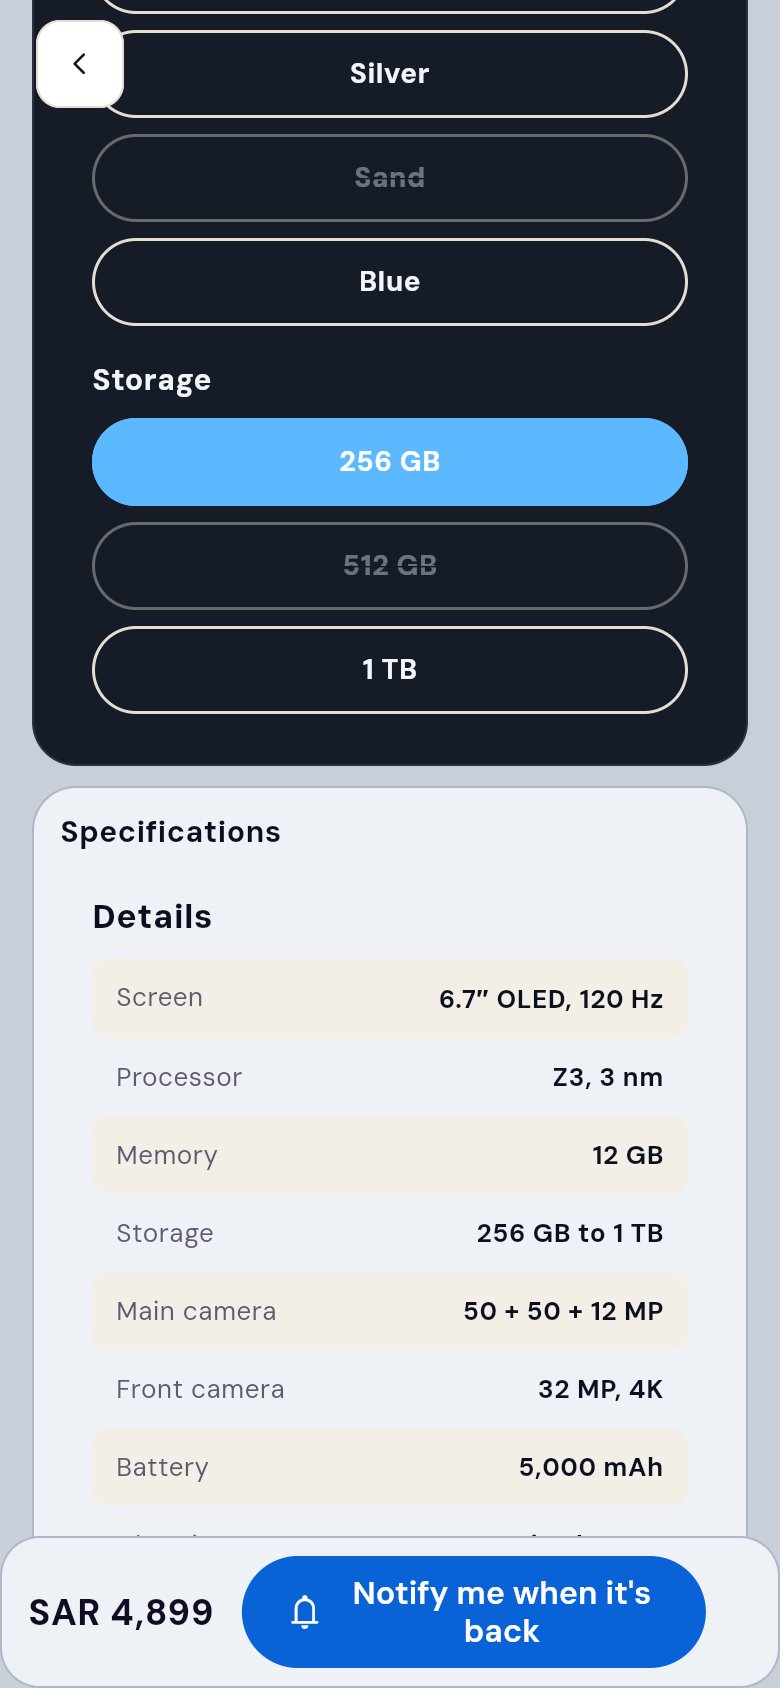 Silver
Sand
Blue
Storage
256 GB
512 GB
1 TB
Specifications
Details
Screen 6.7″ OLED, 120 Hz
Processor Z3, 3 nm
Memory 12 GB
Storage 256 GB to 1 TB
Main camera 50 + 50 + 12 MP
Front camera 32 MP, 4K
Battery 5,000 mAh
SAR 4,899
Notify me when it's
back